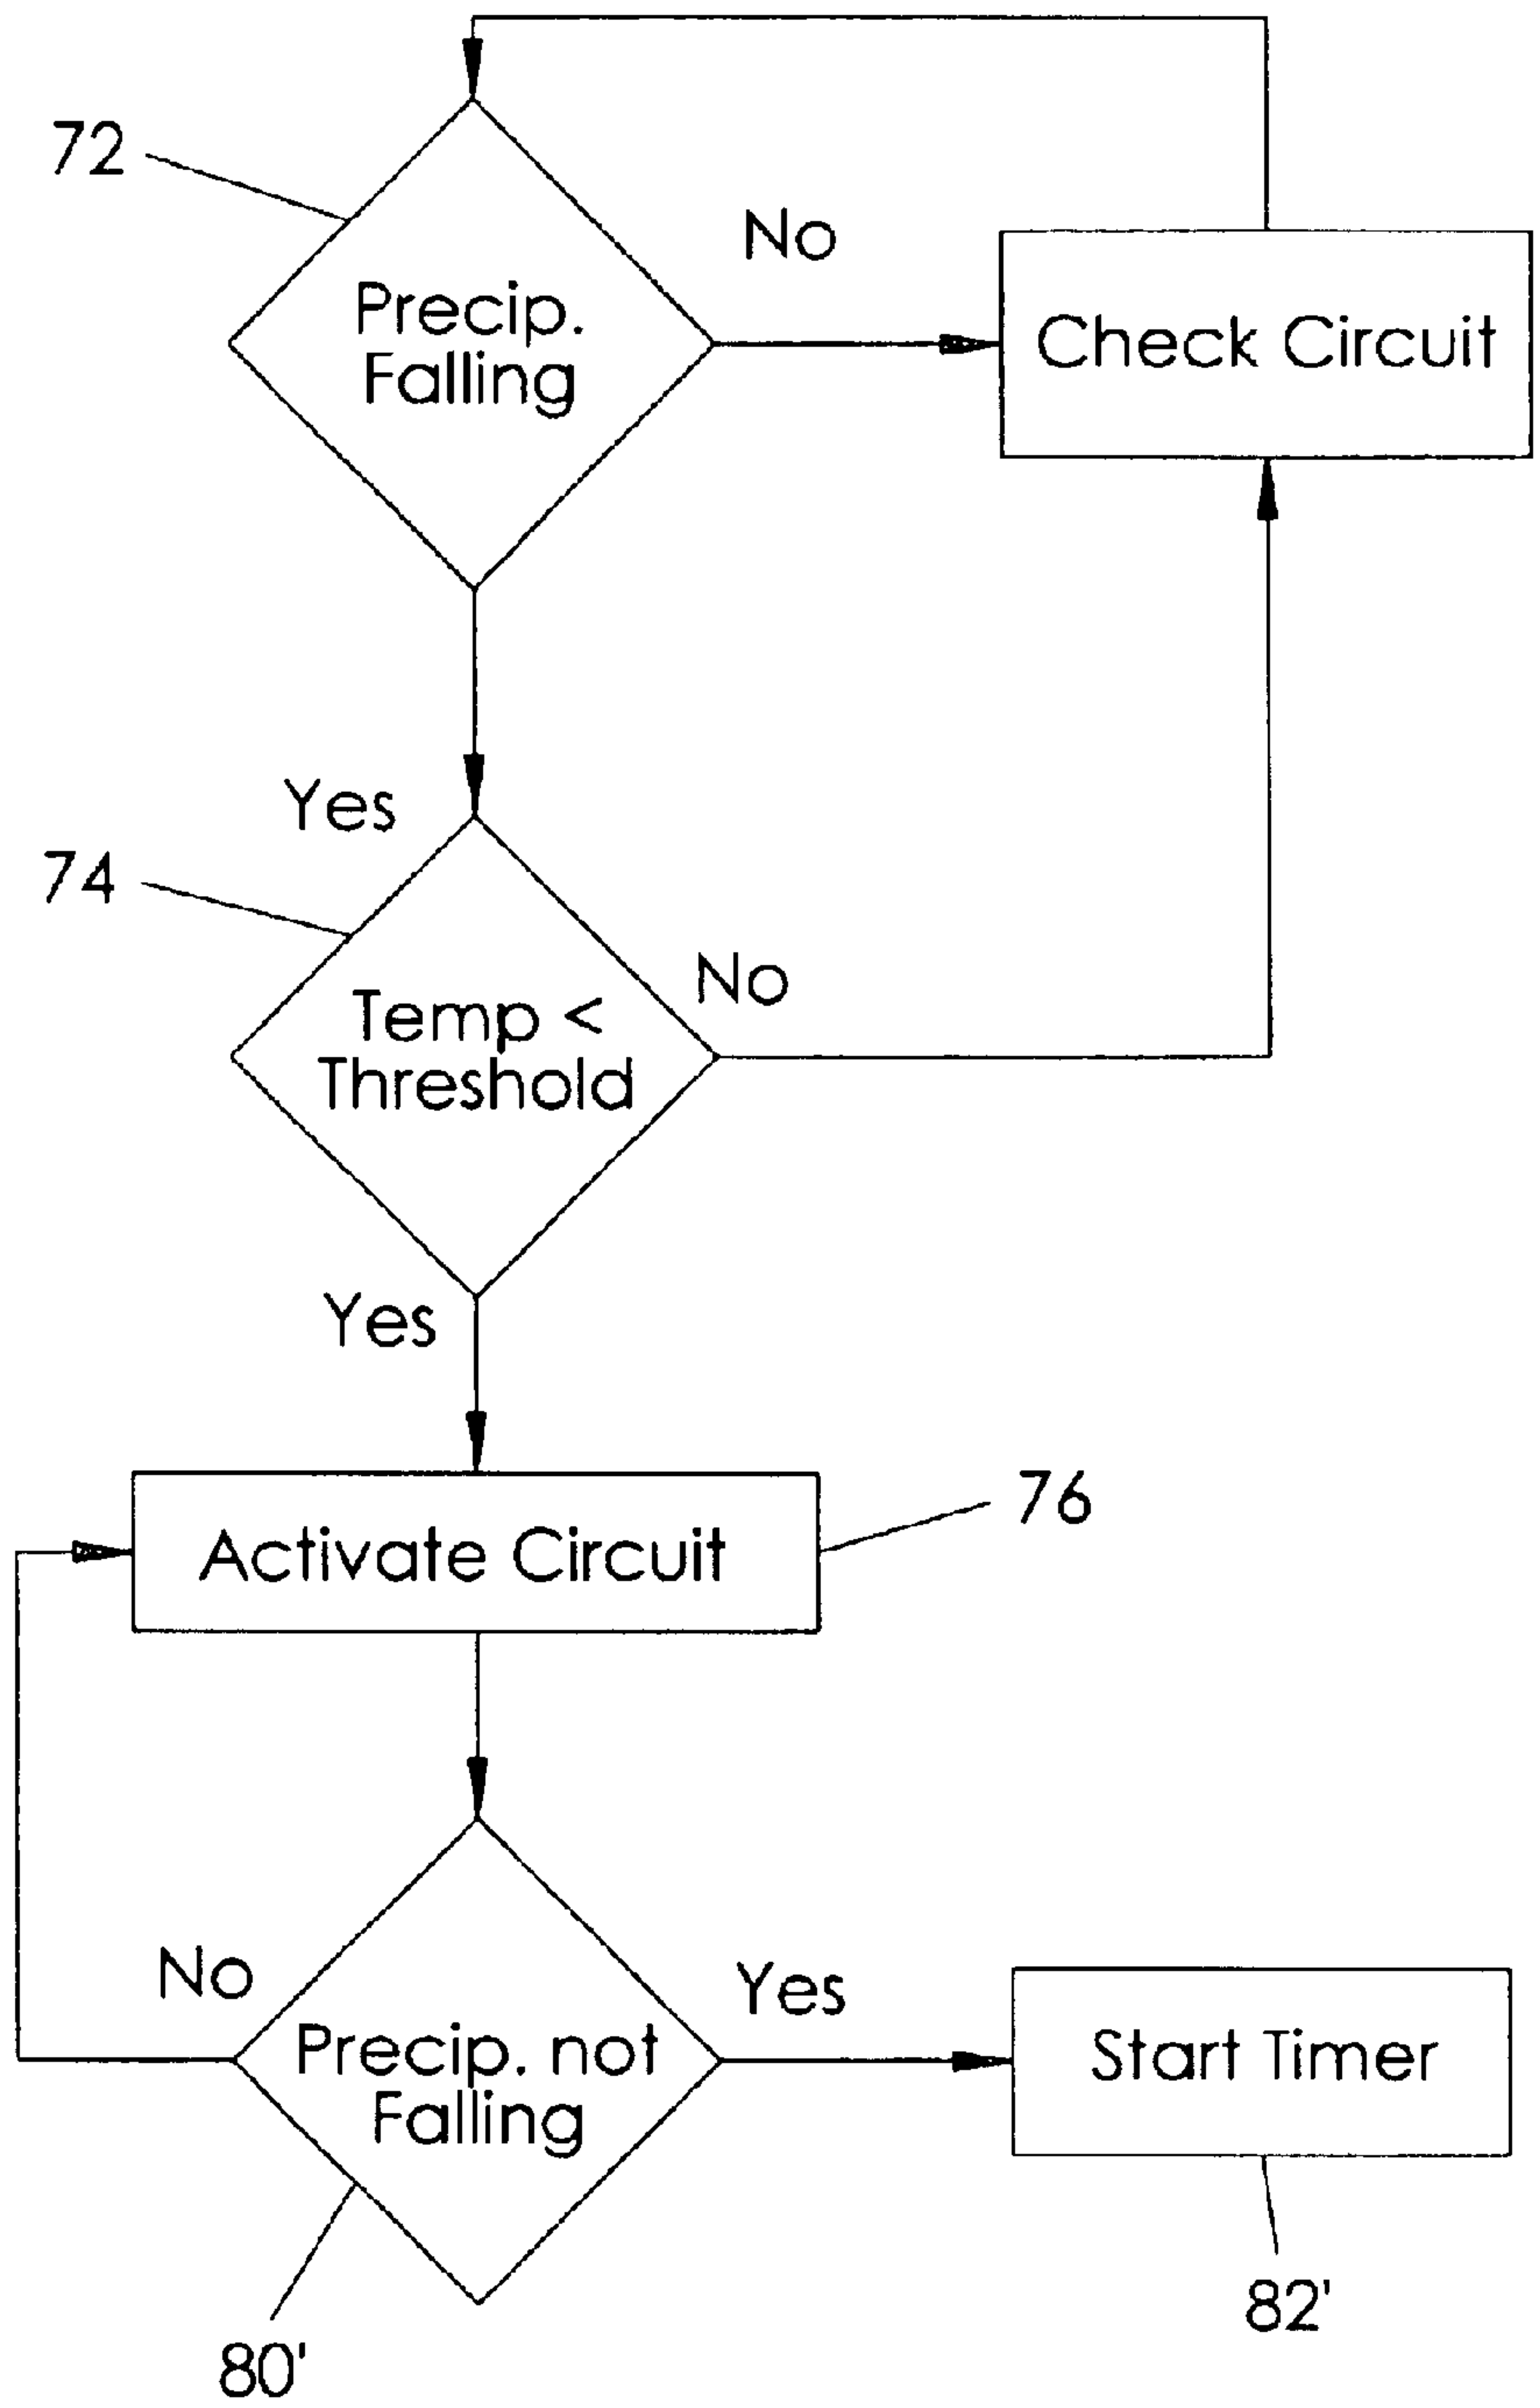 72
No
Precip.
Falling
Check Circuit
Yes
74
No
Temp <
Threshold
Yes
76
Activate Circuit
No
Yes
Precip. not
Falling
Start Timer
82'
80'